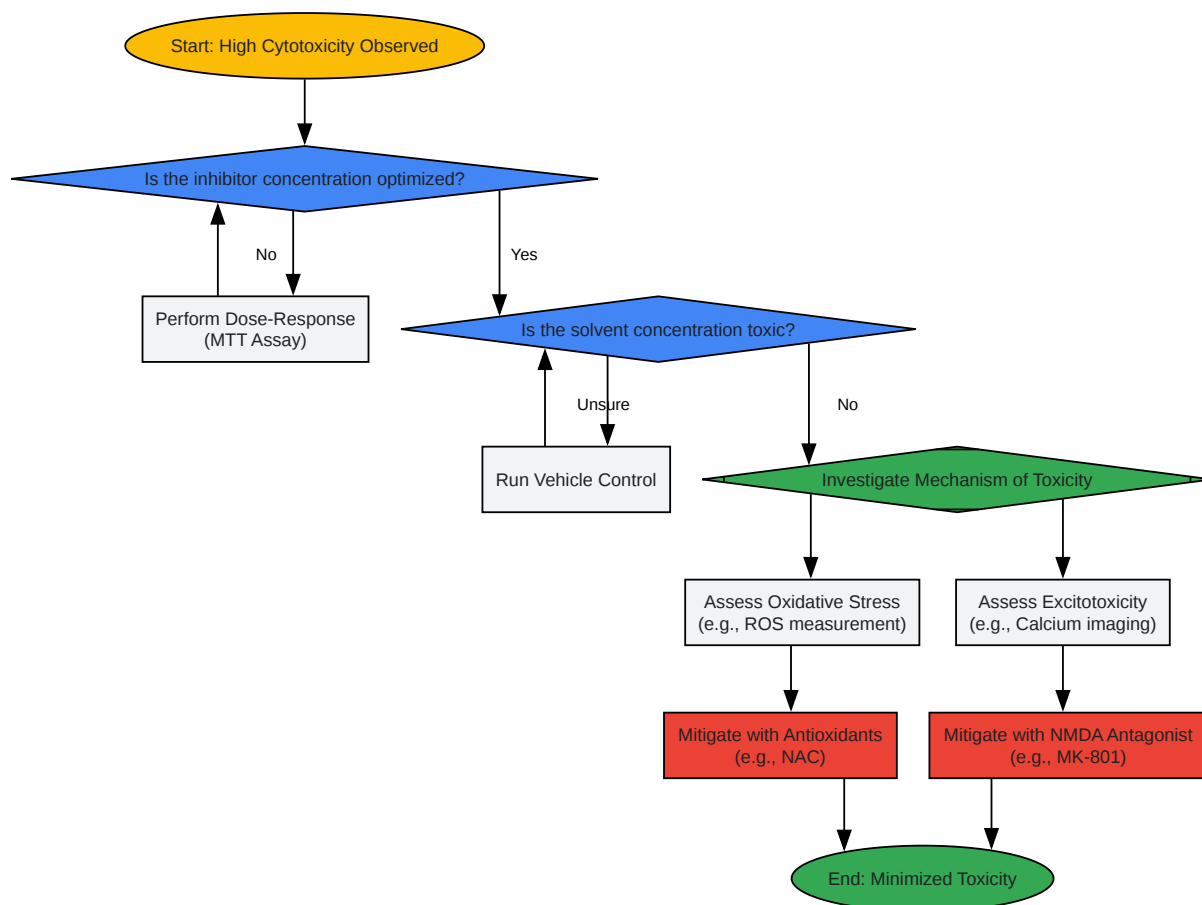 Start: High Cytotoxicity Observed
Is the inhibitor concentration optimized?
No
Yes
Perform Dose-Response
(MTT Assay)
Is the solvent concentration toxic?
Unsure
No
Run Vehicle Control
Investigate Mechanism of Toxicity
Assess Oxidative Stress
(e.g., ROS measurement)
Assess Excitotoxicity
(e.g., Calcium imaging)
Mitigate with Antioxidants
(e.g., NAC)
Mitigate with NMDA Antagonist
(e.g., MK-801)
End: Minimized Toxicity